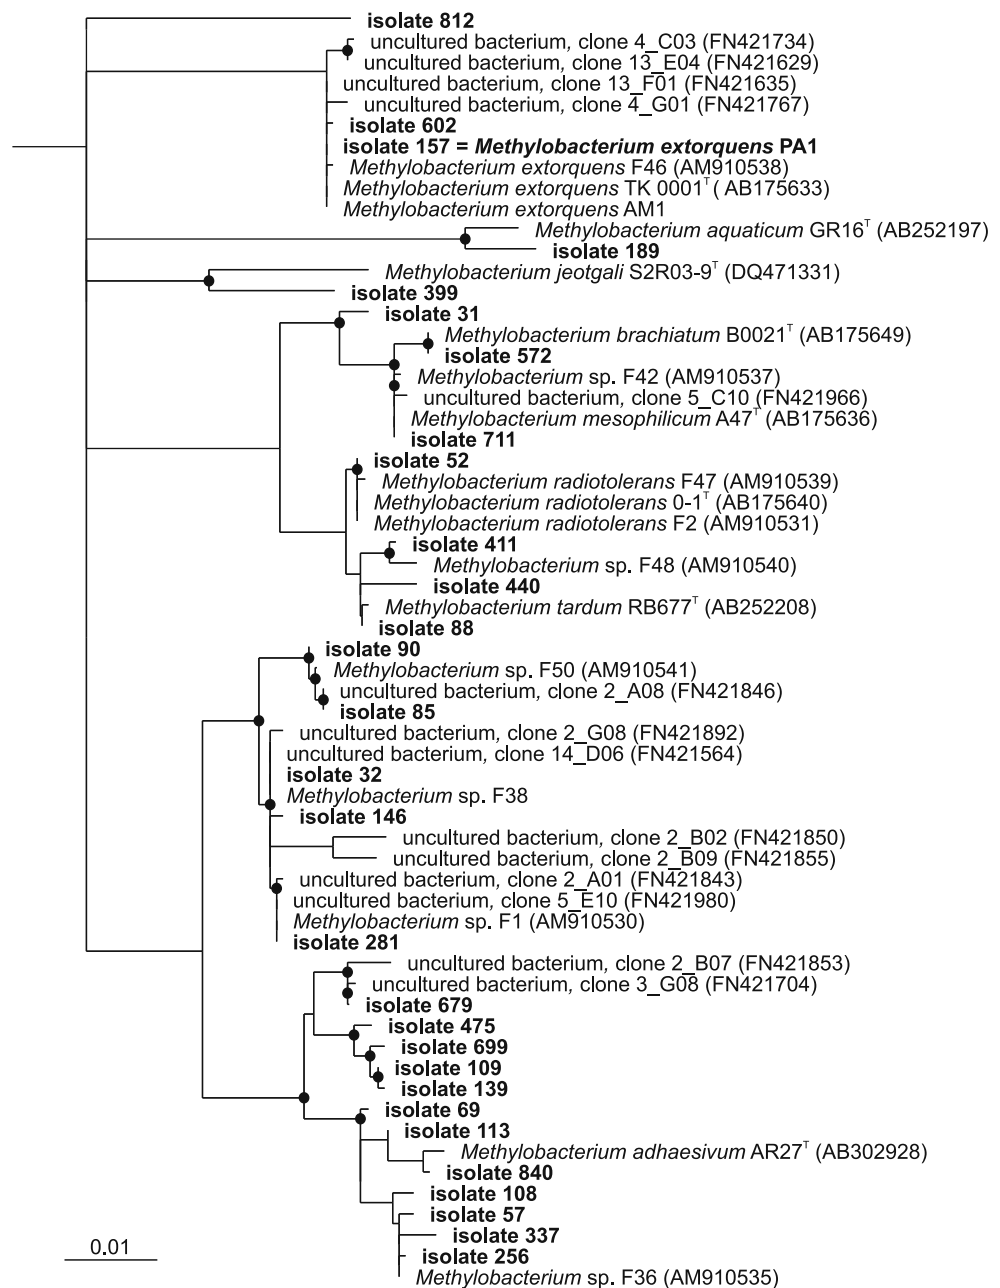 isolate 812
uncultured bacterium, clone 4_C03 (FN421734)
uncultured bacterium, clone 13_E04 (FN421629)
uncultured bacterium, clone 13_F01 (FN421635)
uncultured bacterium, clone 4_G01 (FN421767)
isolate 602
isolate 157 = Methylobacterium extorquens PA1
Methylobacterium extorquens F46 (AM910538)
Methylobacterium extorquens TK 0001ᵀ ( AB175633)
Methylobacterium extorquens AM1
Methylobacterium aquaticum GR16ᵀ (AB252197)
isolate 189
Methylobacterium jeotgali S2R03-9ᵀ (DQ471331)
isolate 399
isolate 31
Methylobacterium brachiatum B0021ᵀ (AB175649)
isolate 572
Methylobacterium sp. F42 (AM910537)
uncultured bacterium, clone 5_C10 (FN421966)
Methylobacterium mesophilicum A47ᵀ (AB175636)
isolate 711
isolate 52
Methylobacterium radiotolerans F47 (AM910539)
Methylobacterium radiotolerans 0-1ᵀ (AB175640)
Methylobacterium radiotolerans F2 (AM910531)
isolate 411
Methylobacterium sp. F48 (AM910540)
isolate 440
Methylobacterium tardum RB677ᵀ (AB252208)
isolate 88
isolate 90
Methylobacterium sp. F50 (AM910541)
uncultured bacterium, clone 2_A08 (FN421846)
isolate 85
uncultured bacterium, clone 2_G08 (FN421892)
uncultured bacterium, clone 14_D06 (FN421564)
isolate 32
Methylobacterium sp. F38
isolate 146
uncultured bacterium, clone 2_B02 (FN421850)
uncultured bacterium, clone 2_B09 (FN421855)
uncultured bacterium, clone 2_A01 (FN421843)
uncultured bacterium, clone 5_E10 (FN421980)
Methylobacterium sp. F1 (AM910530)
isolate 281
uncultured bacterium, clone 2_B07 (FN421853)
uncultured bacterium, clone 3_G08 (FN421704)
isolate 679
isolate 475
isolate 699
isolate 109
isolate 139
isolate 69
isolate 113
Methylobacterium adhaesivum AR27ᵀ (AB302928)
isolate 840
isolate 108
isolate 57
isolate 337
isolate 256
Methylobacterium sp. F36 (AM910535)
0.01